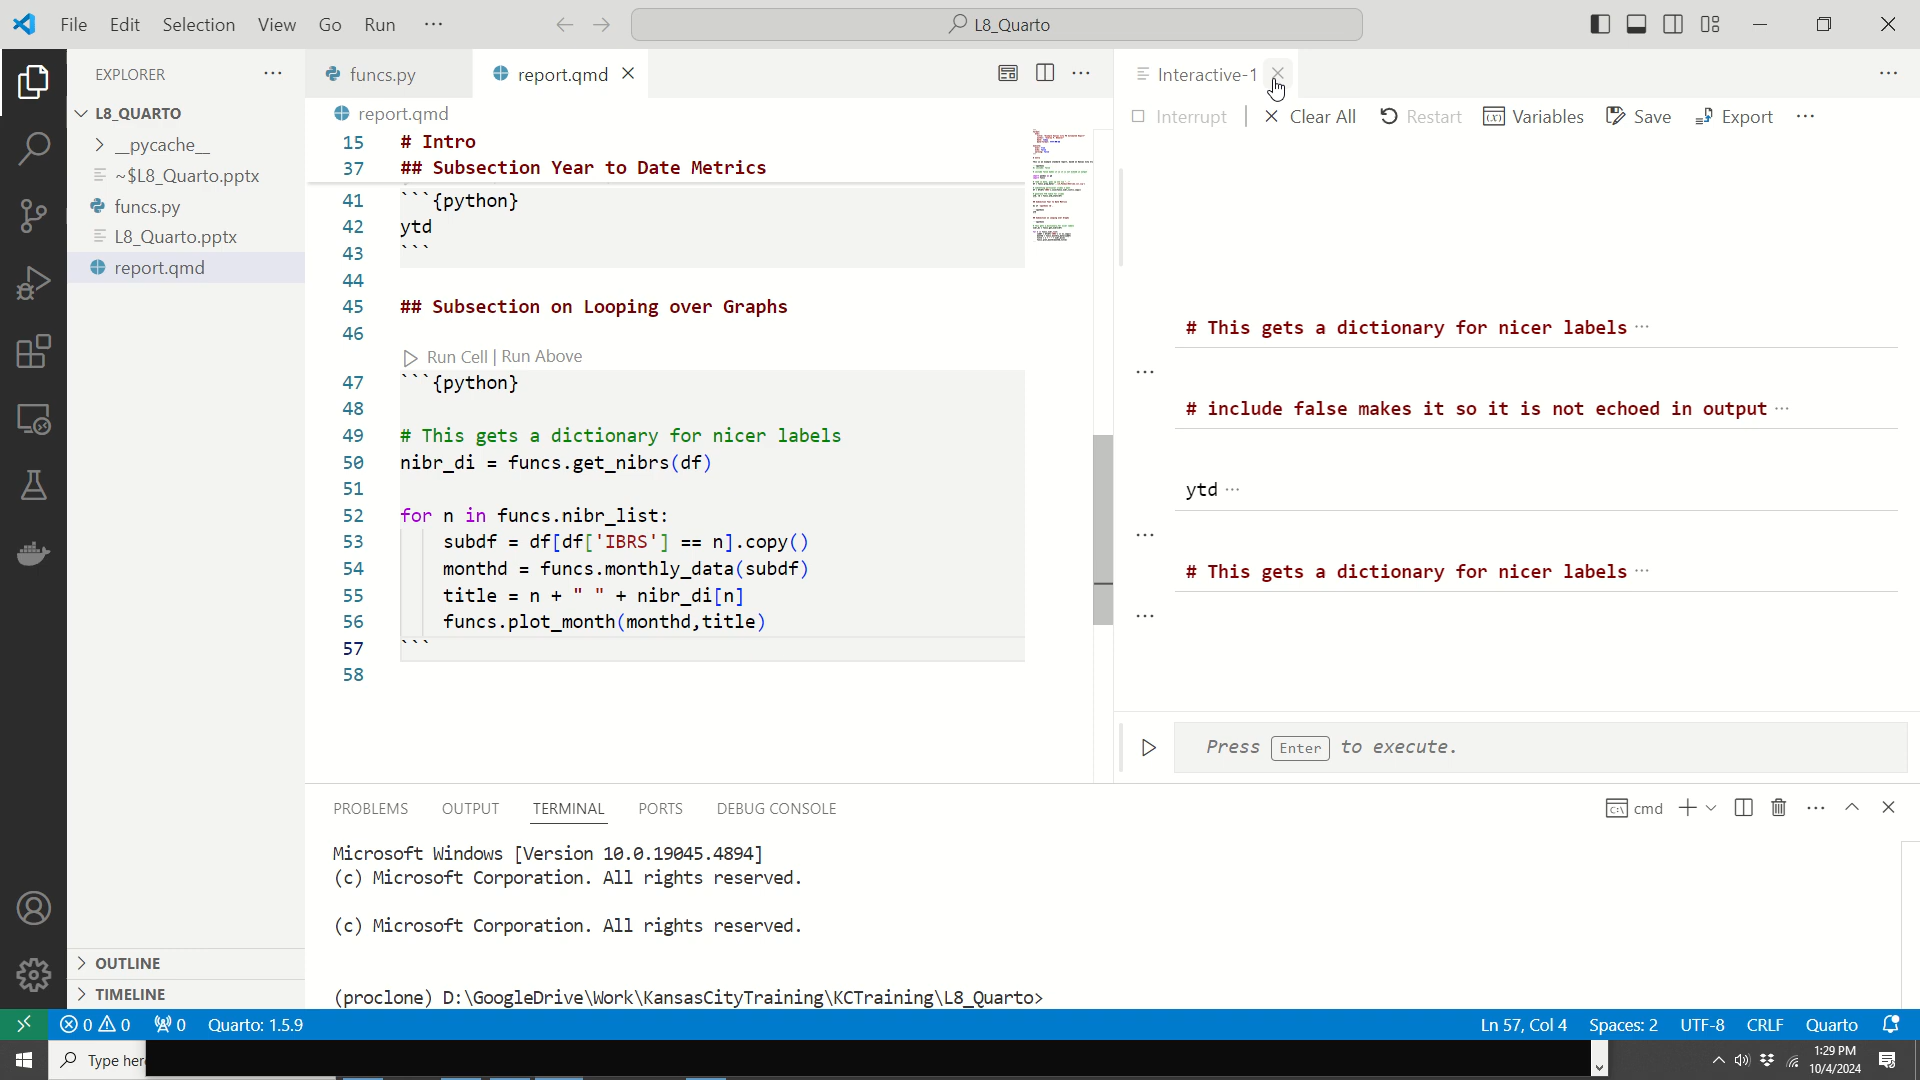 File Edit Selection View Go Run ···
L8_Quarto
EXPLORER ···
L8_QUARTO
__pycache__
~$L8_Quarto.pptx
funcs.py
L8_Quarto.pptx
report.qmd
OUTLINE
TIMELINE
funcs.py report.qmd ···
report.qmd
15 # Intro
37 ## Subsection Year to Date Metrics
41 ```{python}
42 ytd
43 ```
44
45 ## Subsection on Looping over Graphs
46
Run Cell | Run Above
47 ```{python}
48
49 # This gets a dictionary for nicer labels
50 nibr_di = funcs.get_nibrs(df)
51
52 for n in funcs.nibr_list:
53 subdf = df[df['IBRS'] == n].copy()
54 monthd = funcs.monthly_data(subdf)
55 title = n + " " + nibr_di[n]
56 funcs.plot_month(monthd,title)
57 ```
58
Interactive-1 ···
Interrupt | Clear All Restart Variables Save Export ···
# This gets a dictionary for nicer labels ···
···
# include false makes it so it is not echoed in output ···
ytd ···
···
# This gets a dictionary for nicer labels ···
···
Press Enter to execute.
PROBLEMS OUTPUT TERMINAL PORTS DEBUG CONSOLE cmd ···
Microsoft Windows [Version 10.0.19045.4894]
(c) Microsoft Corporation. All rights reserved.
(c) Microsoft Corporation. All rights reserved.
(proclone) D:\GoogleDrive\Work\KansasCityTraining\KCTraining\L8_Quarto>
0 0 0 Quarto: 1.5.9 Ln 57, Col 4 Spaces: 2 UTF-8 CRLF Quarto
Type here
1:29 PM
10/4/2024